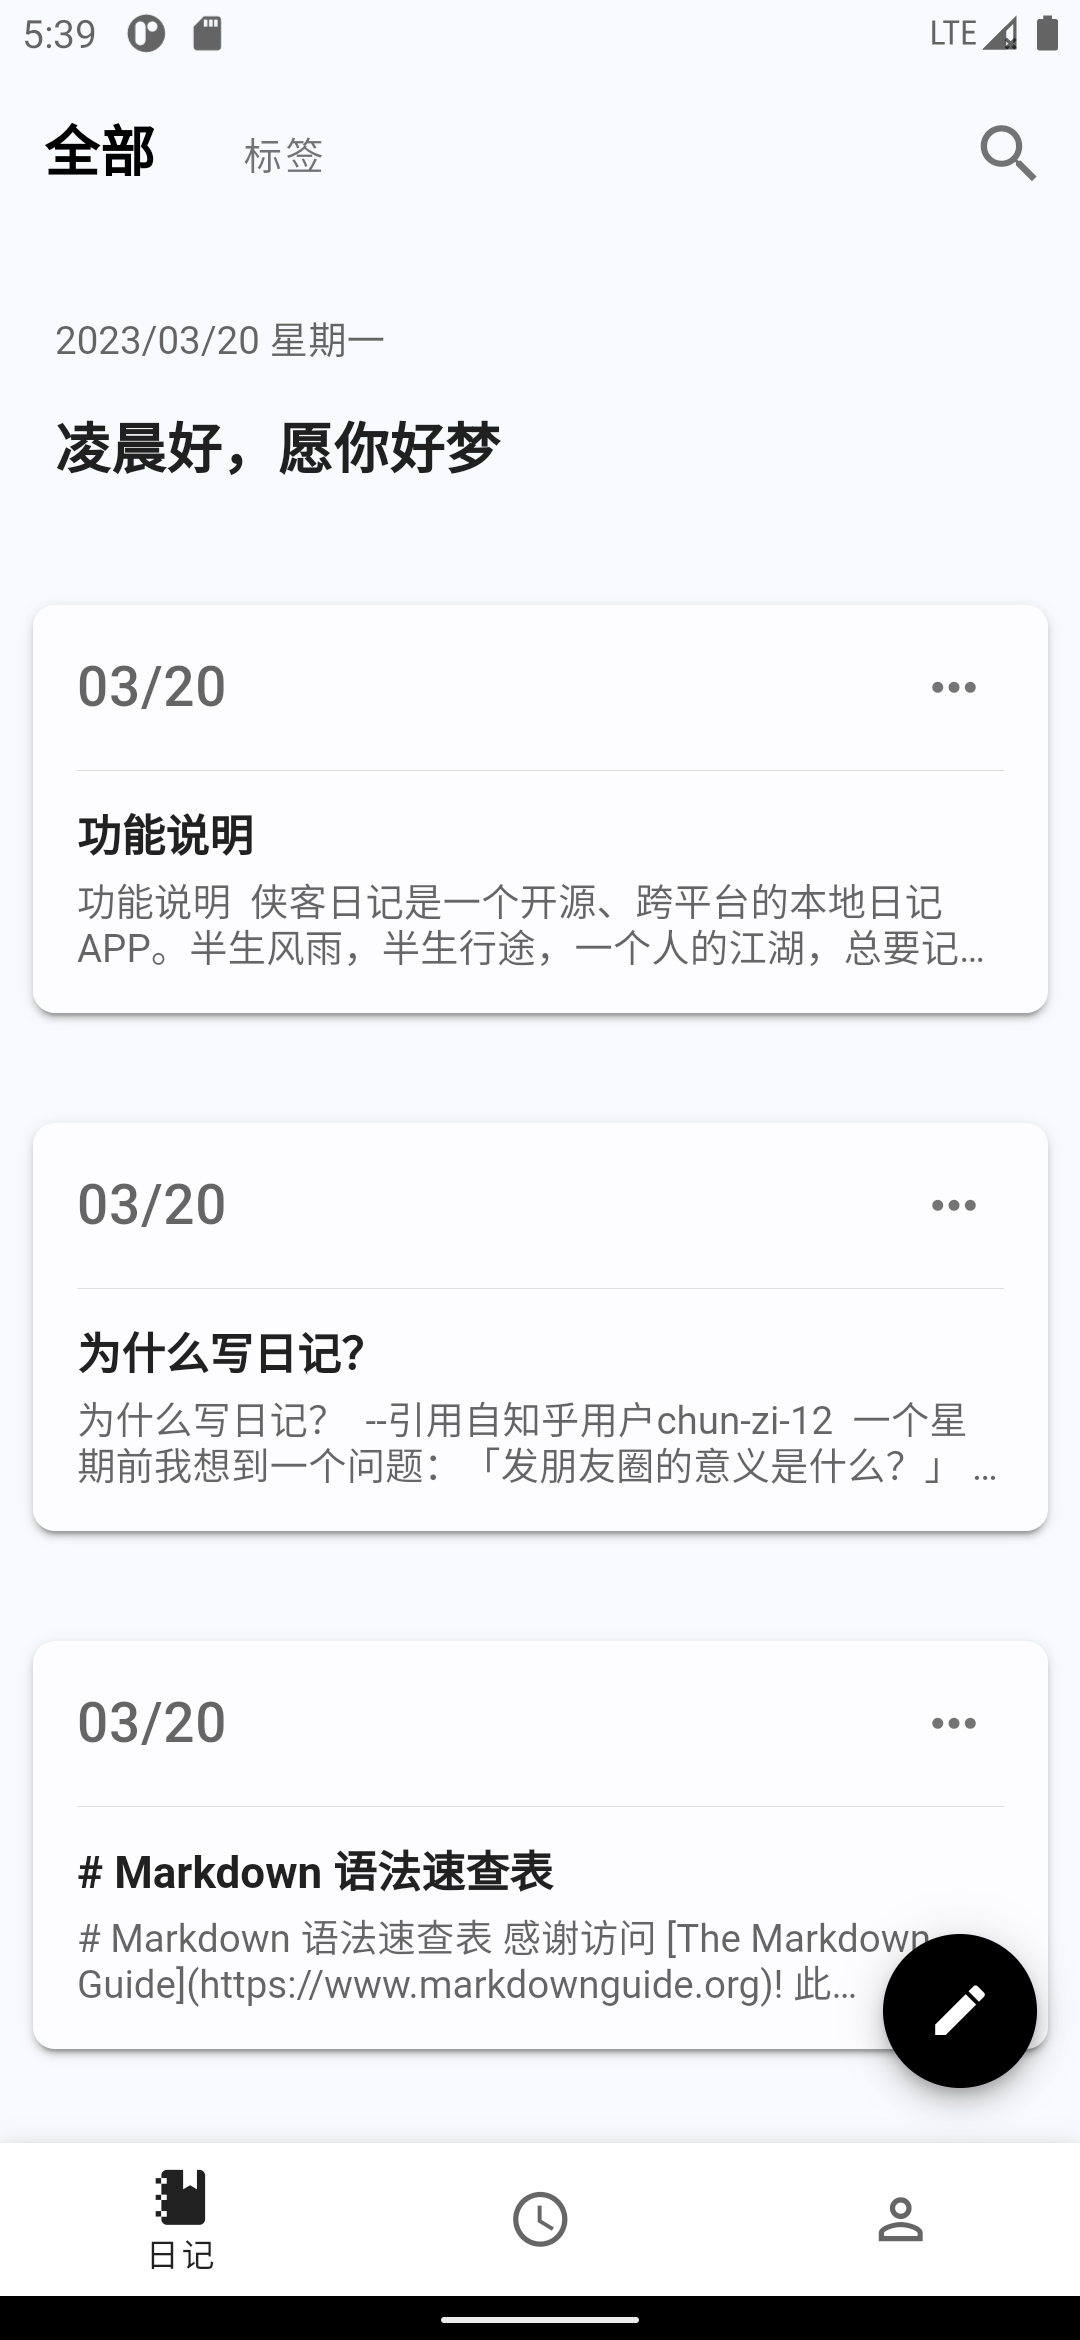 5:39
LTE
全部
标签
2023/03/20 星期一
凌晨好，愿你好梦
03/20
功能说明
功能说明 侠客日记是一个开源、跨平台的本地日记
APP。半生风雨，半生行途，一个人的江湖，总要记…
03/20
为什么写日记?
为什么写日记？ --引用自知乎用户chun-zi-12 一个星
期前我想到一个问题：「发朋友圈的意义是什么？」 …
03/20
# Markdown 语法速查表
# Markdown 语法速查表 感谢访问 [The Markdown
Guide](https://www.markdownguide.org)! 此…
日记